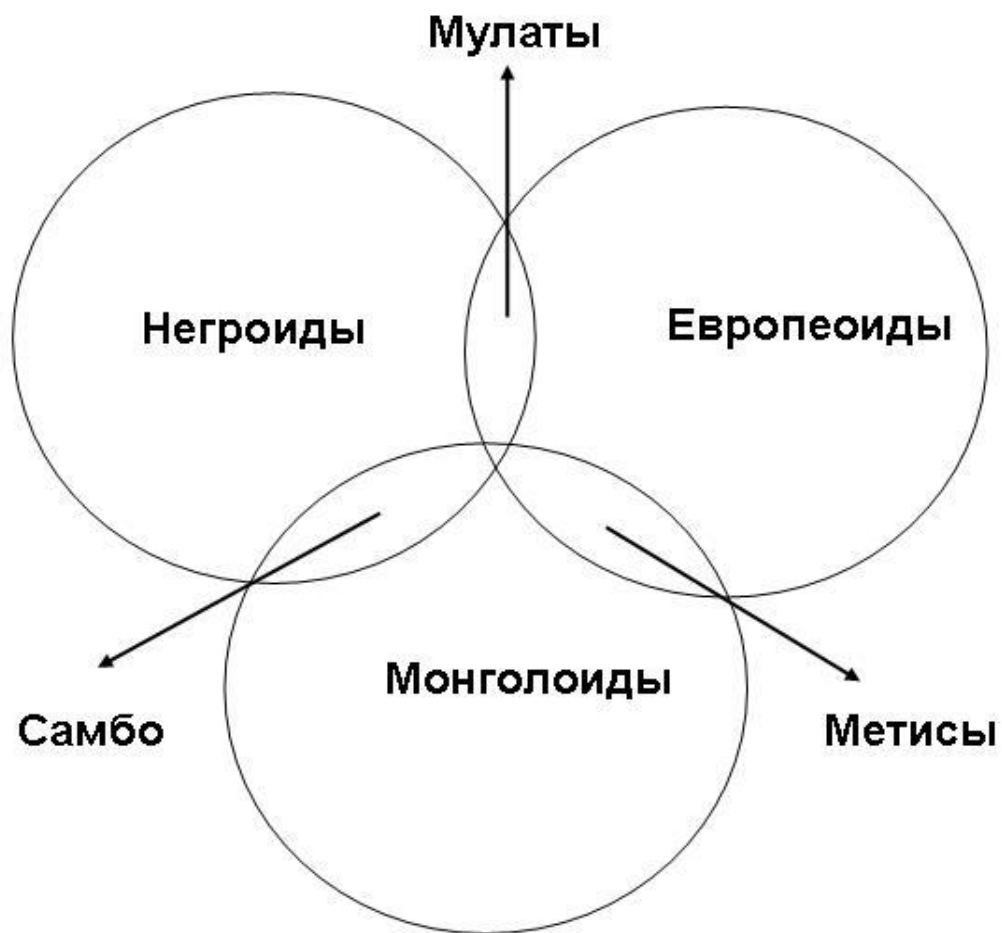 Мулаты
Негроиды
Европеоиды
Монголоиды
Самбо
Метисы